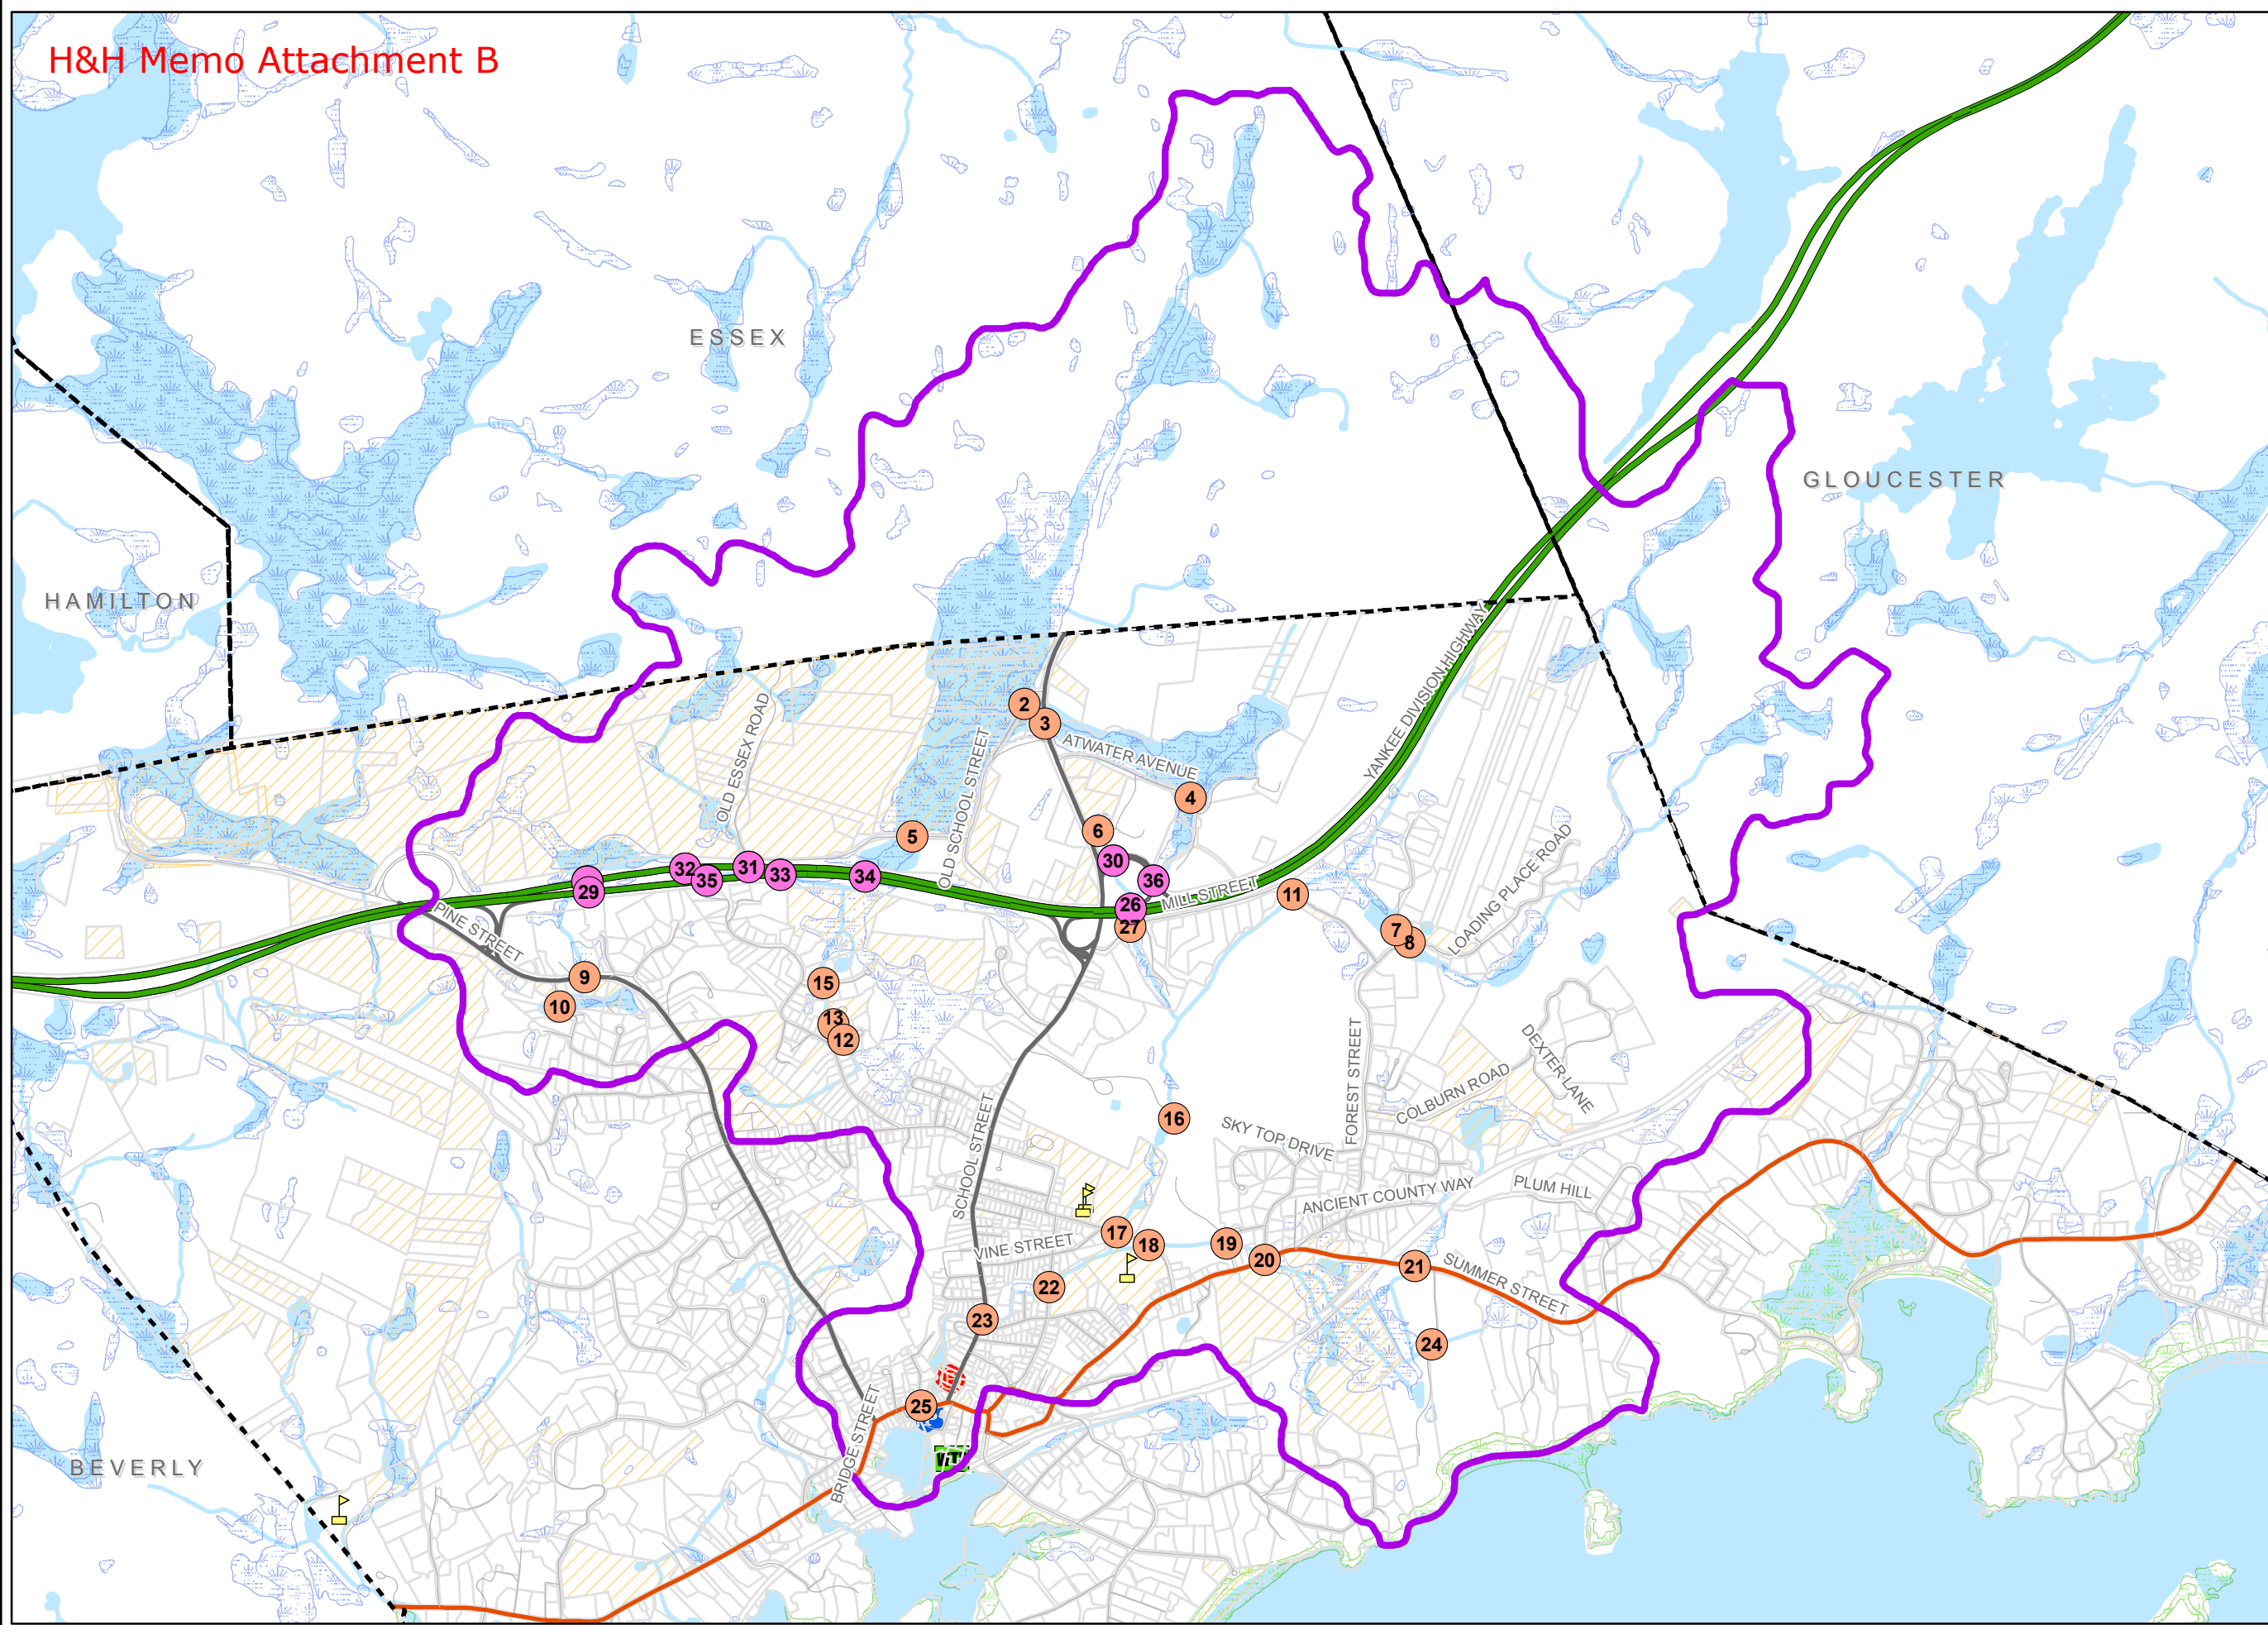 H&H Memo Attachment B
ESSEX
GLOUCESTER
HAMILTON
YANKEE DIVISION HIGHWAY
OLD ESSEX ROAD
2
3
OLD SCHOOL STREET
ATWATER AVENUE
4
5
6
30
32
31
33
34
35
36
29
26
27
MILL STREET
11
LOADING PLACE ROAD
PINE STREET
7
8
9
10
15
13
12
FOREST STREET
DEXTER LANE
COLBURN ROAD
16
SKY TOP DRIVE
SCHOOL STREET
ANCIENT COUNTY WAY
PLUM HILL
17
18
19
20
21
VINE STREET
SUMMER STREET
22
23
24
25
BRIDGE STREET
BEVERLY